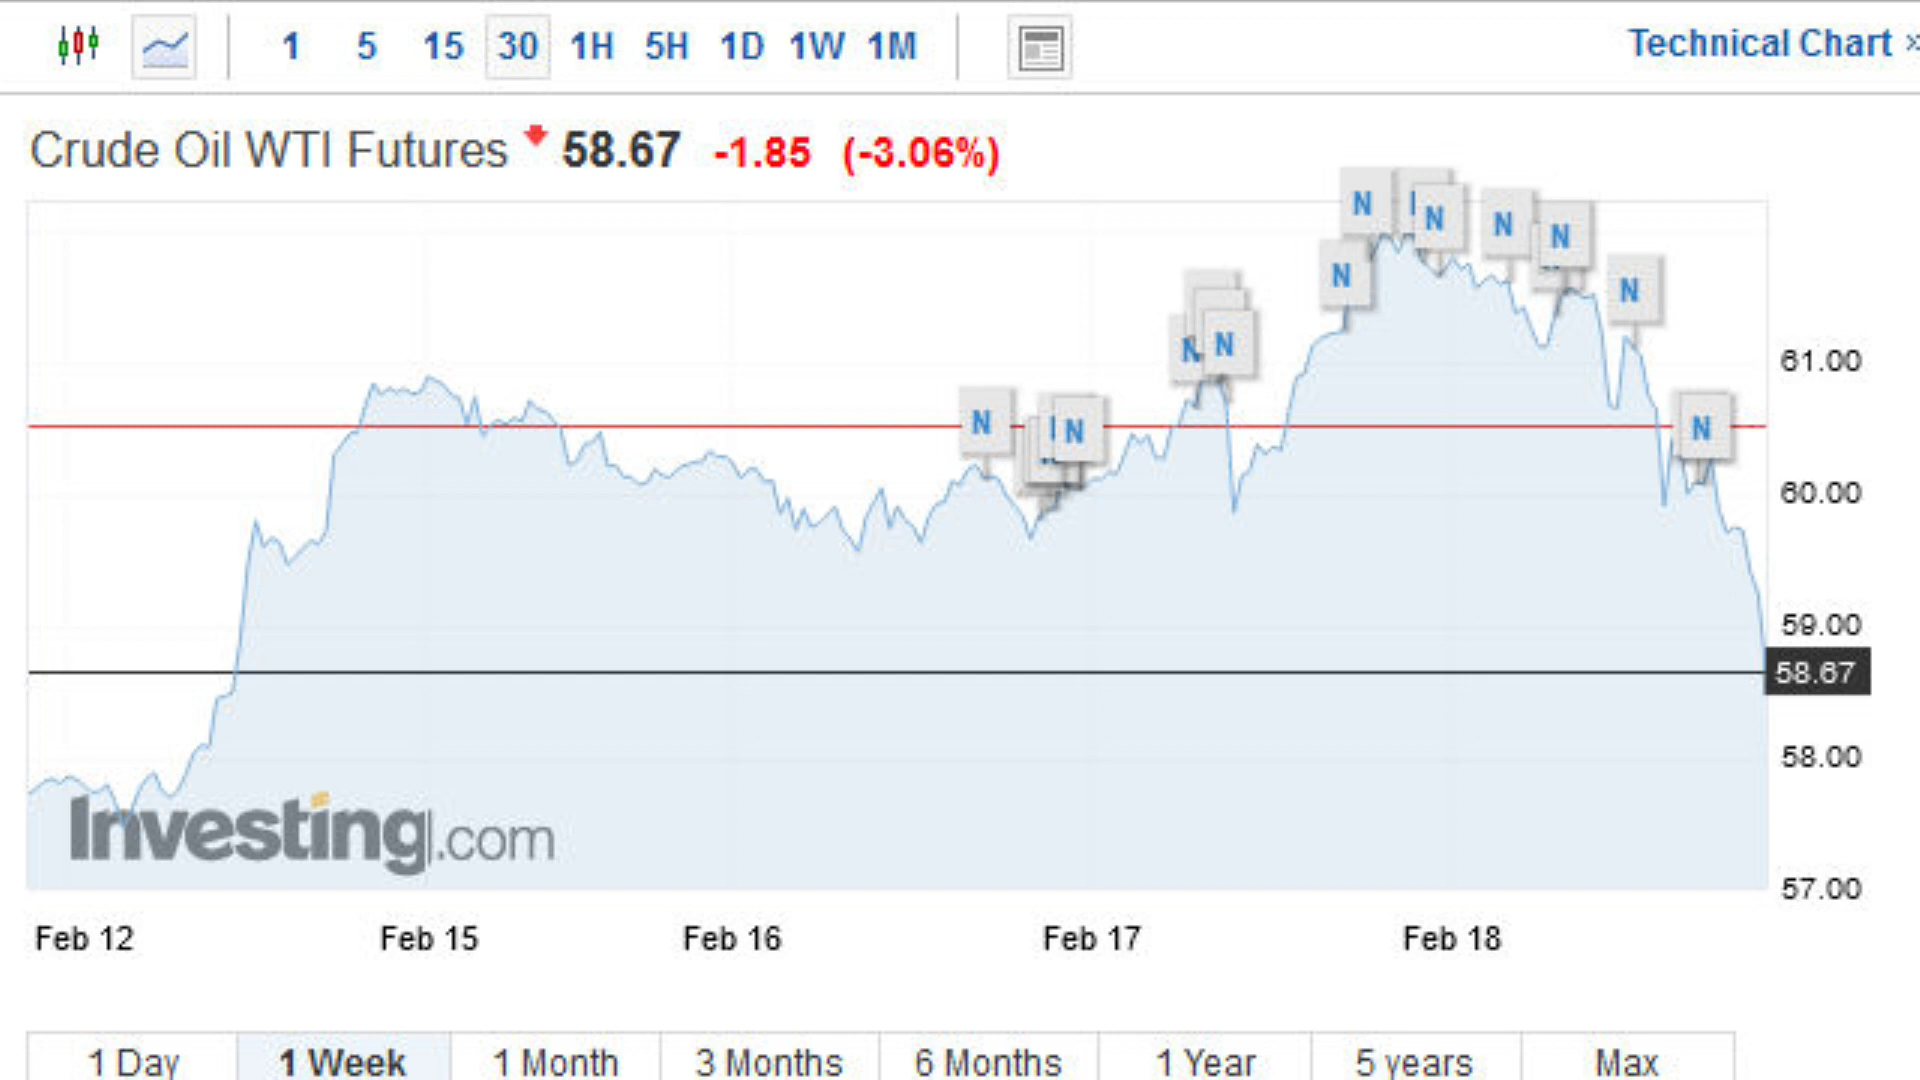 1 5 15 30 1H 5H 1D 1W 1M Technical Chart »
Crude Oil WTI Futures 58.67 -1.85 (-3.06%)
N N N N N
N N
N N
N N N
61.00
60.00
59.00
58.67
58.00
57.00
Investing.com
Feb 12 Feb 15 Feb 16 Feb 17 Feb 18
1 Day 1 Week 1 Month 3 Months 6 Months 1 Year 5 years Max